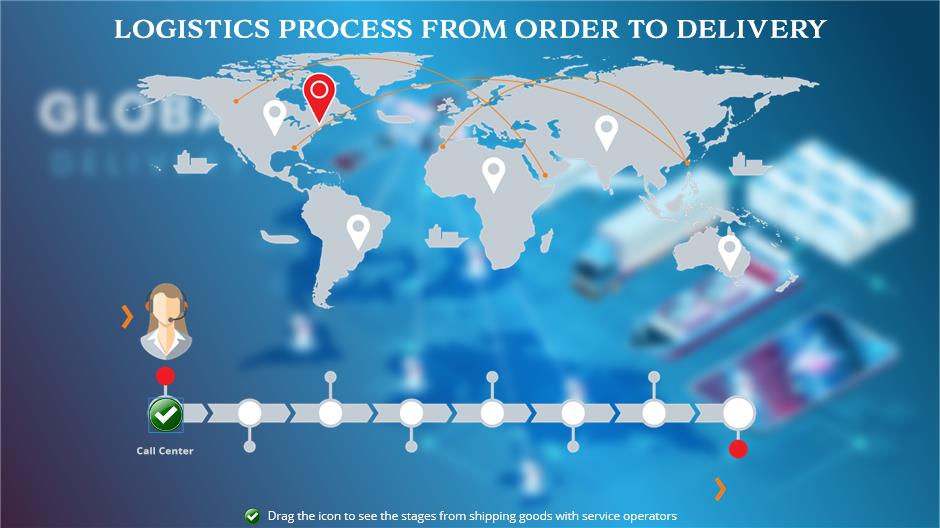 LOGISTICS PROCESS FROM ORDER TO DELIVERY
GLOBA
DELIVERY
Call Center
Drag the icon to see the stages from shipping goods with service operators